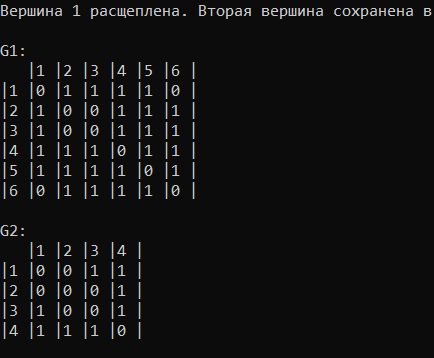 Вершина 1 расщеплена. Вторая вершина сохранена в
G1:
|1 |2 |3 |4 |5 |6 |
|1 |0 |1 |1 |1 |1 |0 |
|2 |1 |0 |0 |1 |1 |1 |
|3 |1 |0 |0 |1 |1 |1 |
|4 |1 |1 |1 |0 |1 |1 |
|5 |1 |1 |1 |1 |0 |1 |
|6 |0 |1 |1 |1 |1 |0 |
G2:
|1 |2 |3 |4 |
|1 |0 |0 |1 |1 |
|2 |0 |0 |0 |1 |
|3 |1 |0 |0 |1 |
|4 |1 |1 |1 |0 |